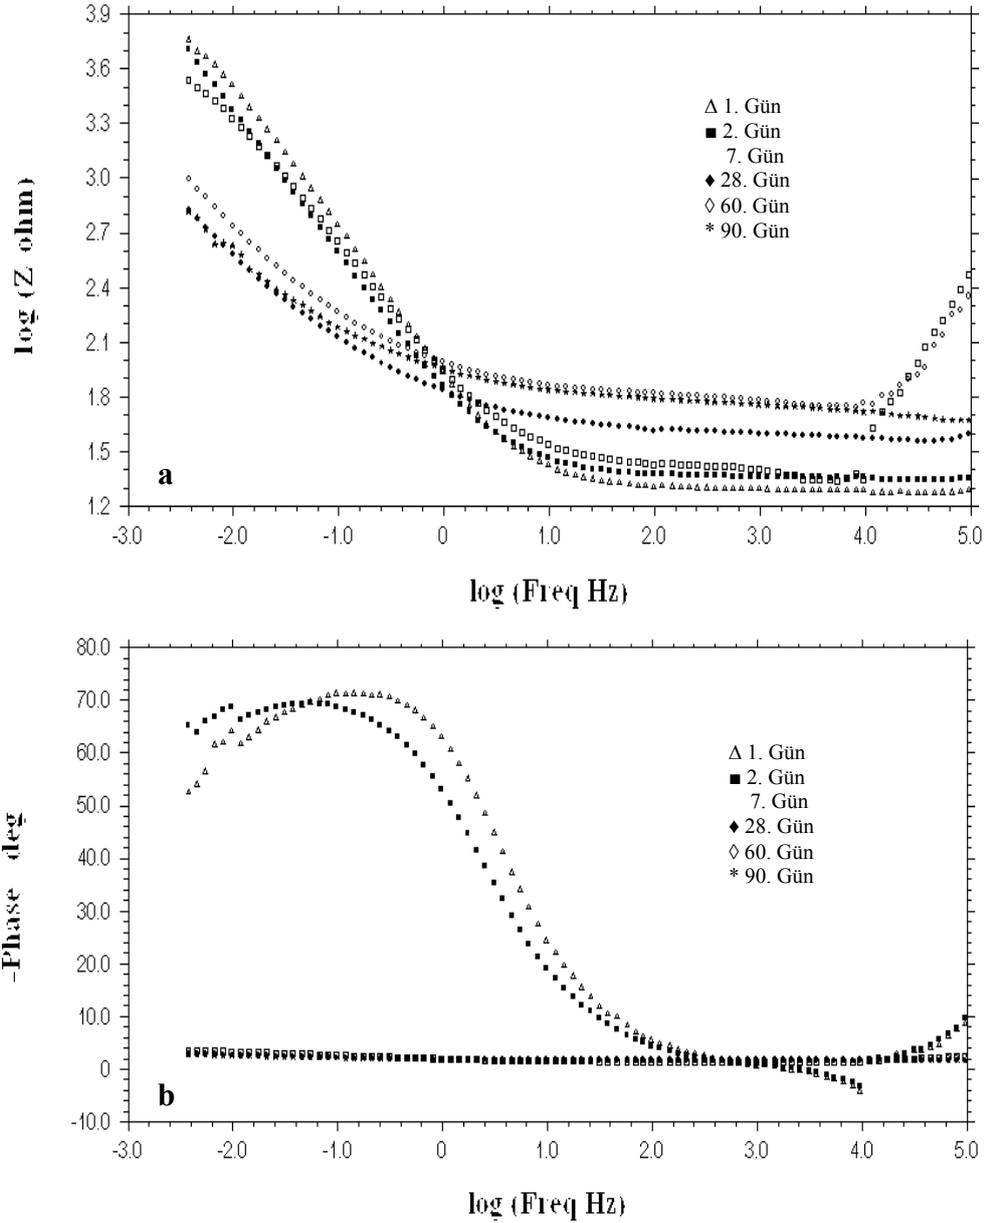 3.9
3.6
3.3
3.0
2.7
2.4
2.1
1.8
1.5
1.2
log (Z ohm)
△ 1. Gün
■ 2. Gün
7. Gün
♦ 28. Gün
◊ 60. Gün
* 90. Gün
a
-3.0 -2.0 -1.0 0 1.0 2.0 3.0 4.0 5.0
log (Freq Hz)
80.0
70.0
60.0
50.0
40.0
30.0
20.0
10.0
0
-10.0
-Phase deg
△ 1. Gün
■ 2. Gün
7. Gün
♦ 28. Gün
◊ 60. Gün
* 90. Gün
b
-3.0 -2.0 -1.0 0 1.0 2.0 3.0 4.0 5.0
log (Freq Hz)